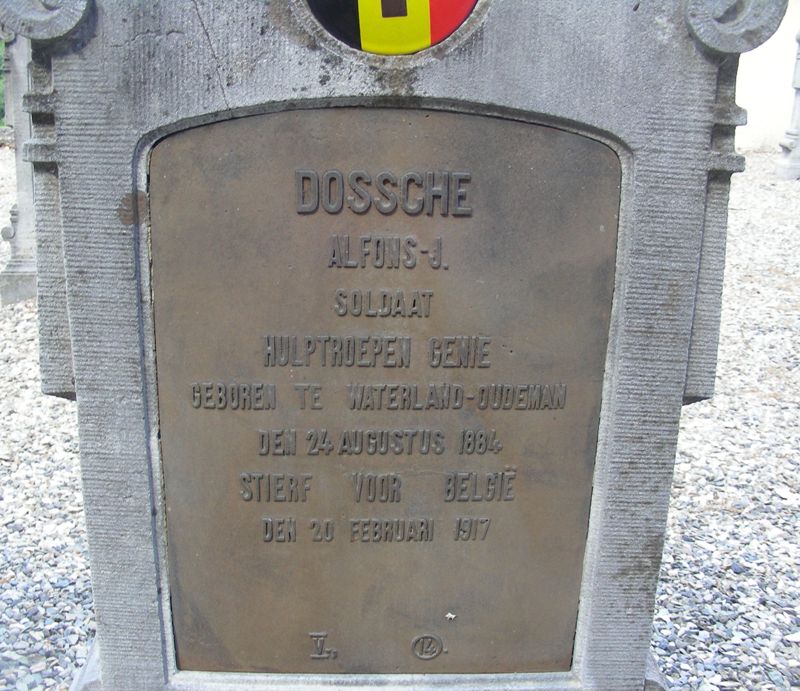 DOSSCHE
ALFONS-J.
SOLDAAT
HULPTROEPEN GENIE
GEBOREN TE WATERLAND-OUDEMAN
DEN 24 AUGUSTUS 1884
STIERF VOOR BELGIË
DEN 20 FEBRUARI 1917
V. 14.